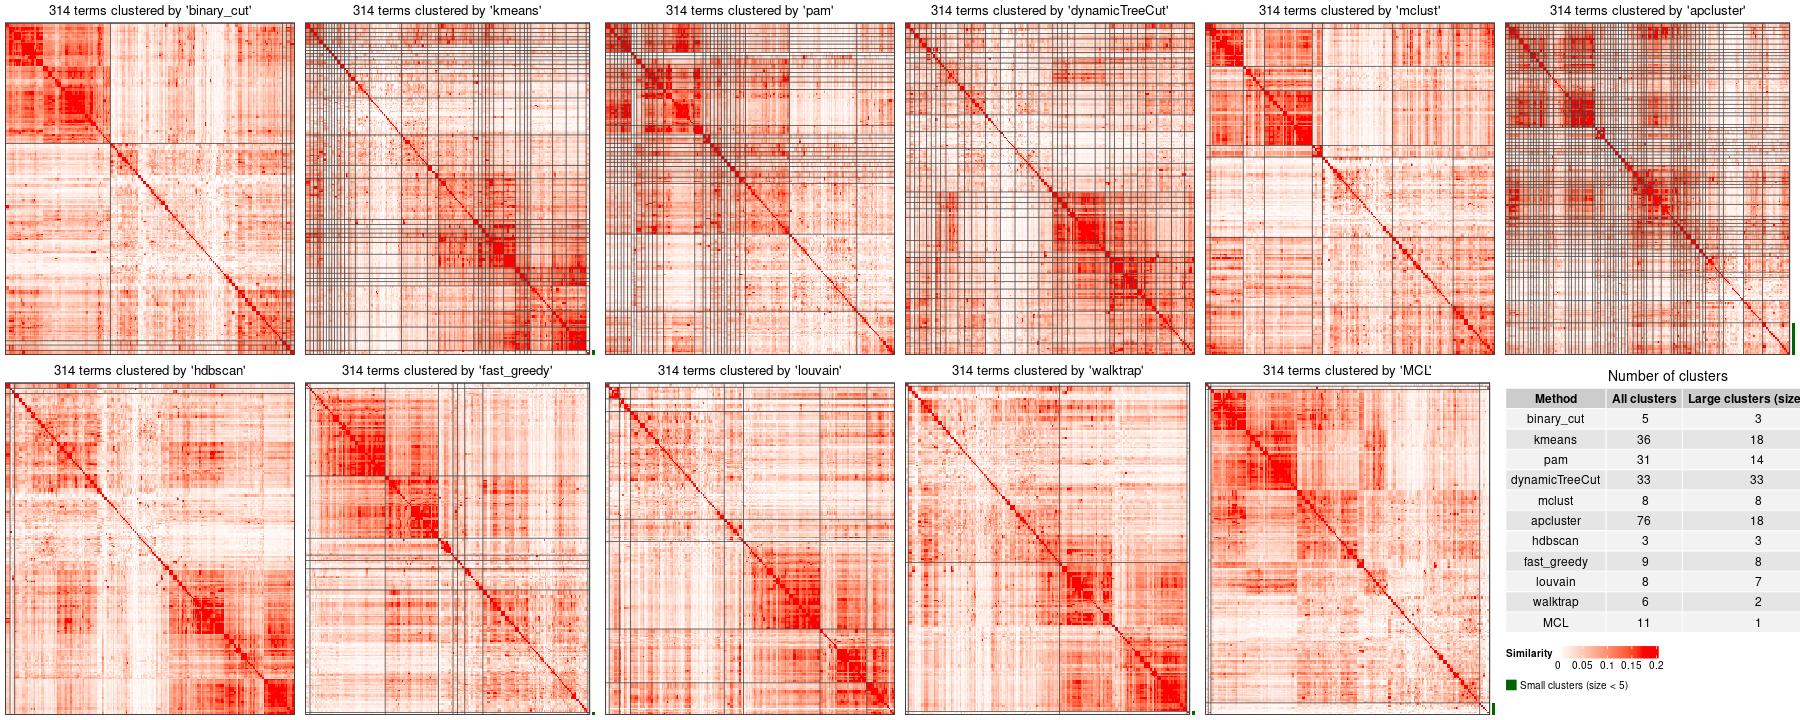 314 terms clustered by 'binary_cut'
314 terms clustered by 'kmeans'
314 terms clustered by 'pam'
314 terms clustered by 'dynamicTreeCut'
314 terms clustered by 'mclust'
314 terms clustered by 'apcluster'
314 terms clustered by 'hdbscan'
314 terms clustered by 'fast_greedy'
314 terms clustered by 'louvain'
314 terms clustered by 'walktrap'
314 terms clustered by 'MCL'
Number of clusters
Method All clusters Large clusters (size
binary_cut 5 3
kmeans 36 18
pam 31 14
dynamicTreeCut 33 33
mclust 8 8
apcluster 76 18
hdbscan 3 3
fast_greedy 9 8
louvain 8 7
walktrap 6 2
MCL 11 1
Similarity
0 0.05 0.1 0.15 0.2
Small clusters (size < 5)